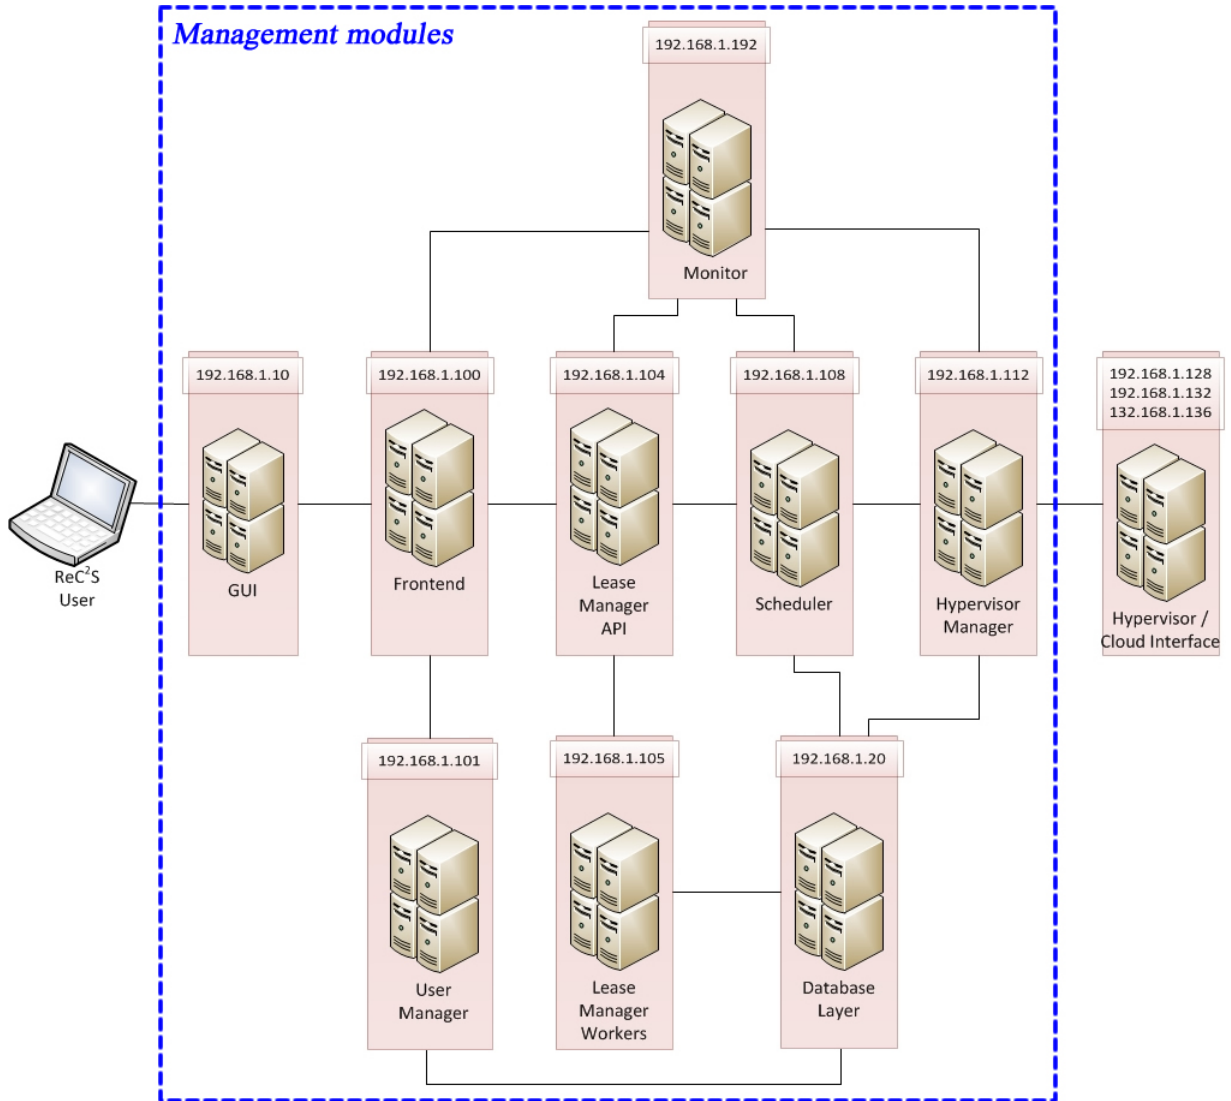 Management modules
192.168.1.192
Monitor
192.168.1.10
192.168.1.100
192.168.1.104
192.168.1.108
192.168.1.112
192.168.1.128
192.168.1.132
132.168.1.136
ReC²S
User
GUI
Frontend
Lease
Manager
API
Scheduler
Hypervisor
Manager
Hypervisor /
Cloud Interface
192.168.1.101
192.168.1.105
192.168.1.20
User
Manager
Lease
Manager
Workers
Database
Layer